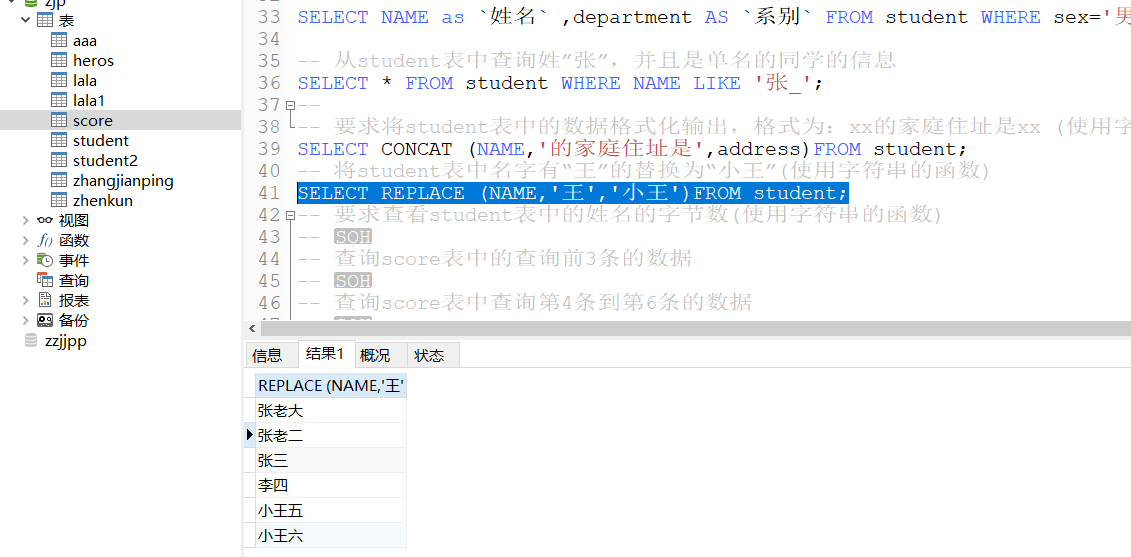 zjp
表
aaa
heros
lala
lala1
score
student
student2
zhangjianping
zhenkun
视图
函数
事件
查询
报表
备份
zzjjpp
33 SELECT NAME as `姓名` ,department AS `系别` FROM student WHERE sex='男
34
35 -- 从student表中查询姓”张”，并且是单名的同学的信息
36 SELECT * FROM student WHERE NAME LIKE '张_';
37 --
38 -- 要求将student表中的数据格式化输出，格式为：xx的家庭住址是xx (使用字
39 SELECT CONCAT (NAME,'的家庭住址是',address)FROM student;
40 -- 将student表中名字有“王”的替换为“小王”(使用字符串的函数)
41 SELECT REPLACE (NAME,'王','小王')FROM student;
42 -- 要求查看student表中的姓名的字节数(使用字符串的函数)
43 -- SOH
44 -- 查询score表中的查询前3条的数据
45 -- SOH
46 -- 查询score表中查询第4条到第6条的数据
信息 结果1 概况 状态
REPLACE (NAME,'王',
张老大
张老二
张三
李四
小王五
小王六